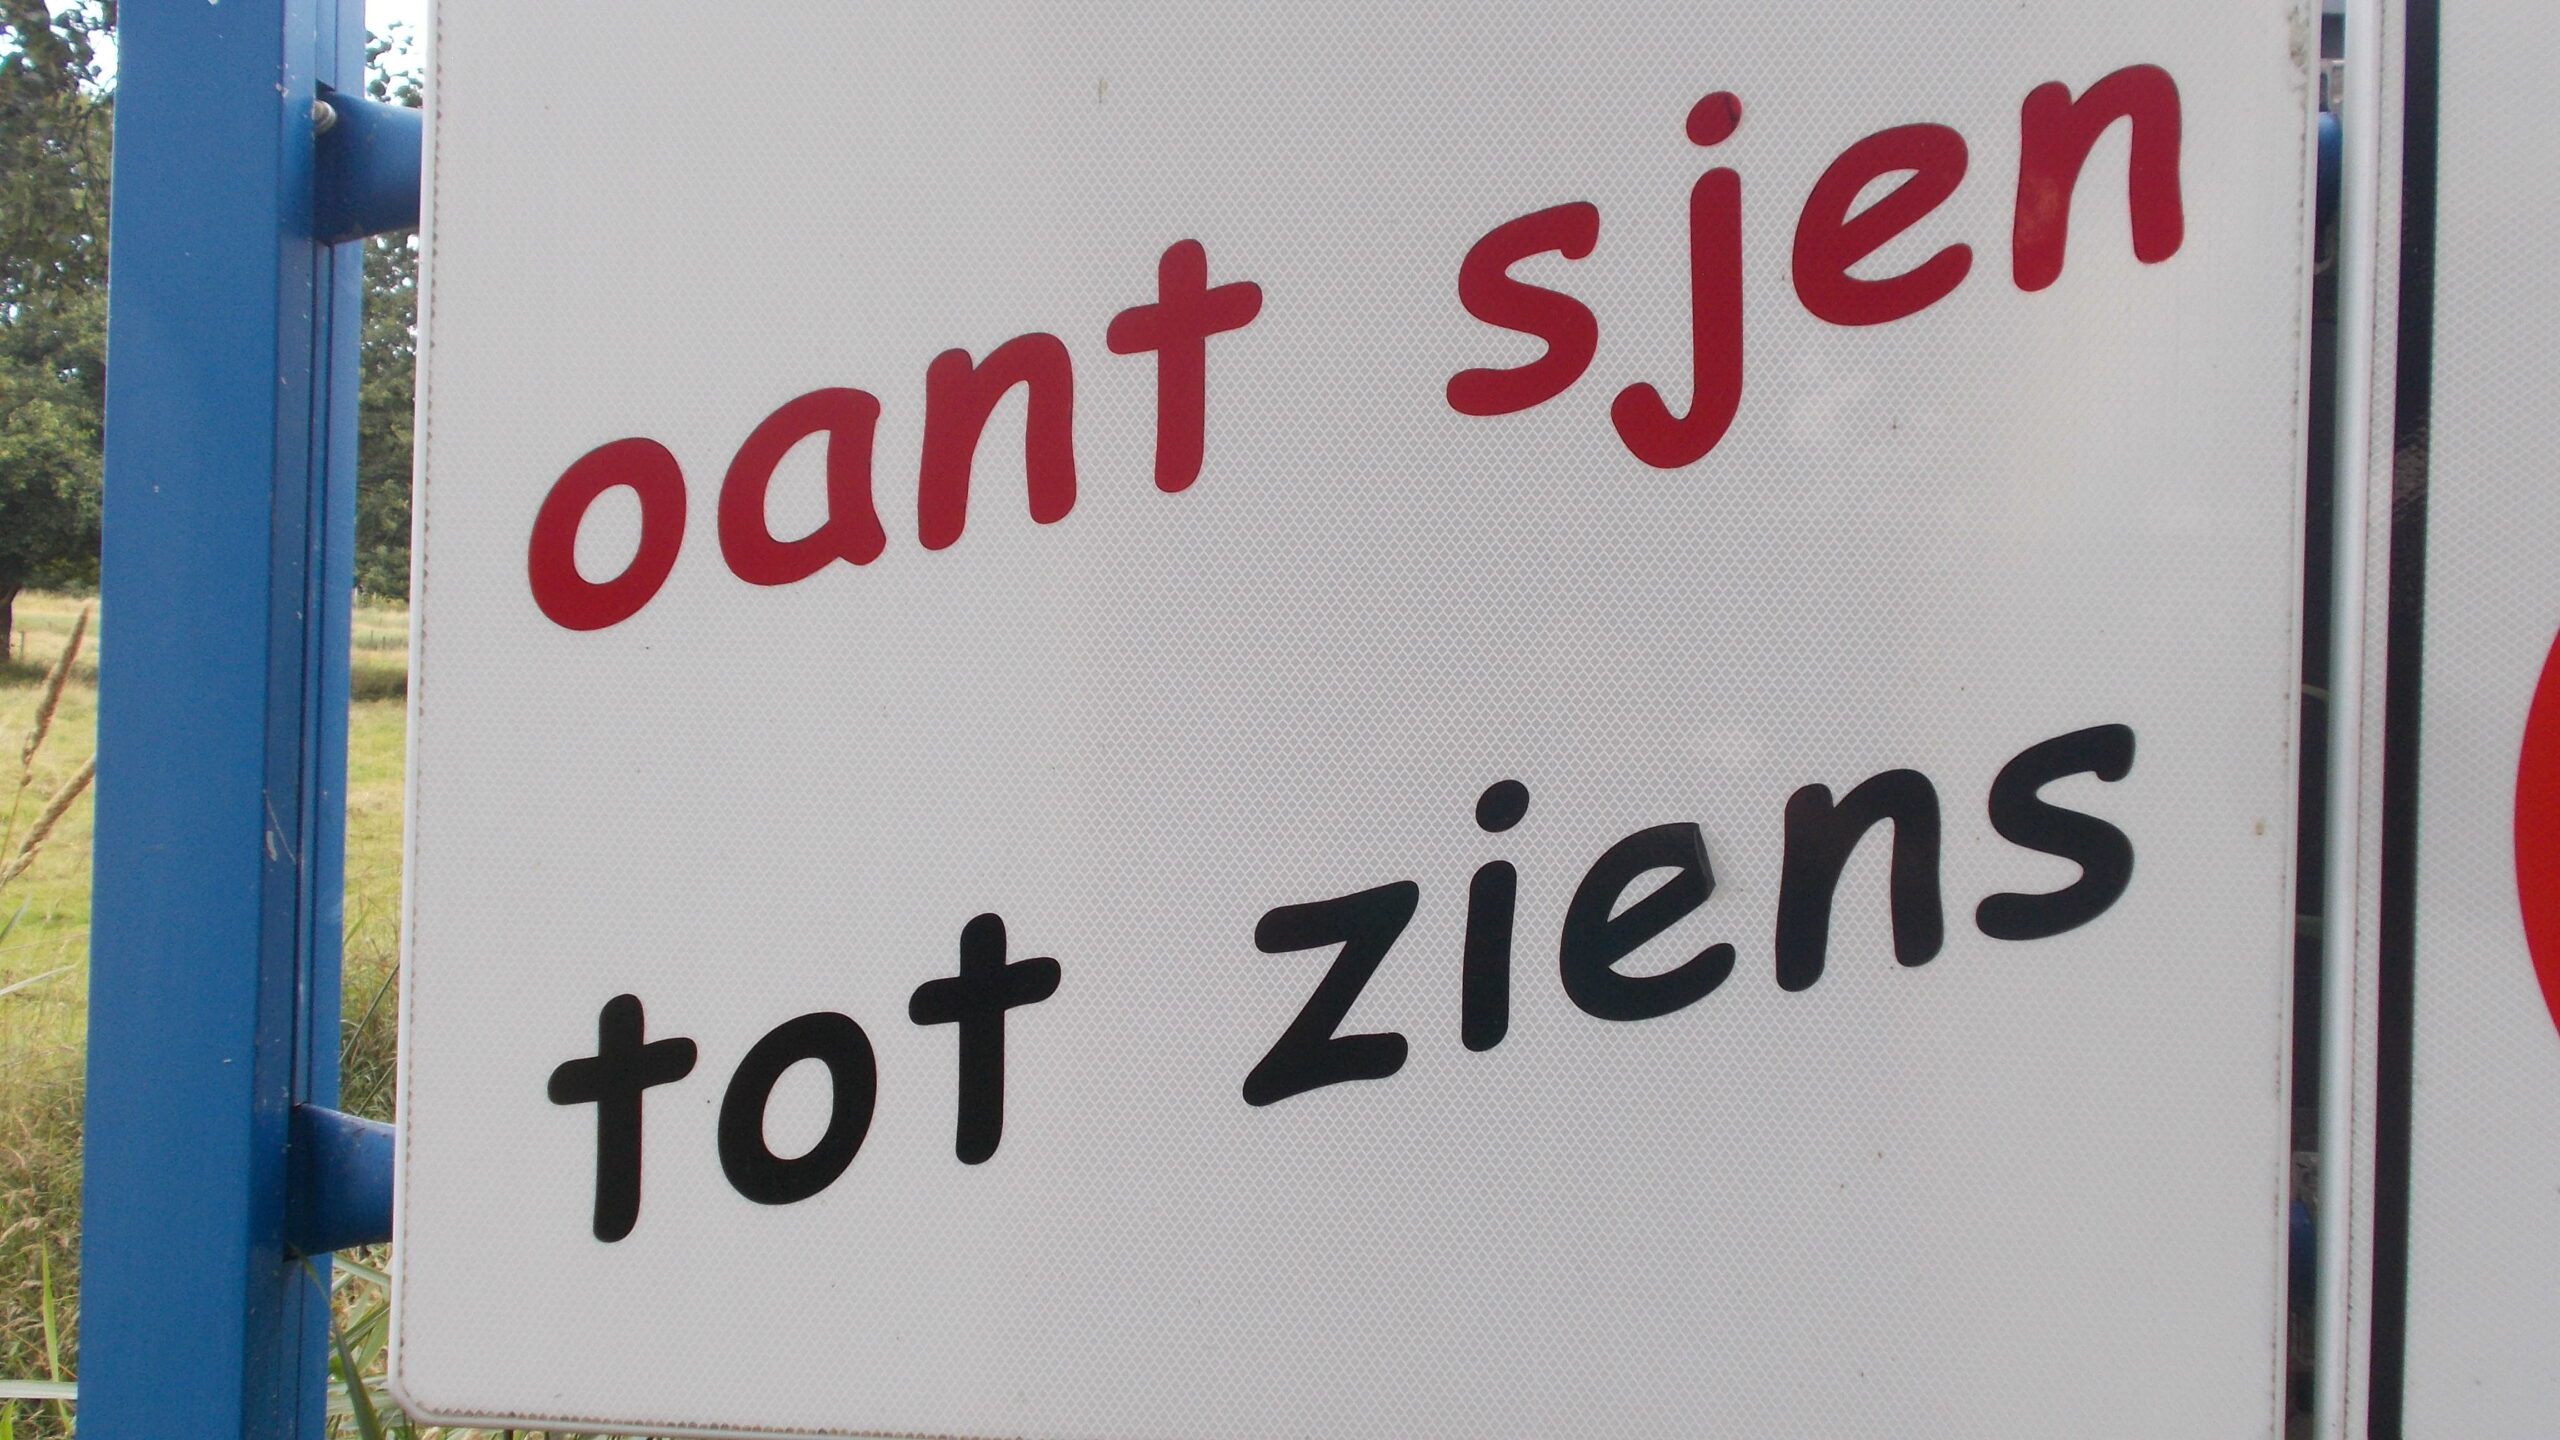 oant sjen
tot ziens